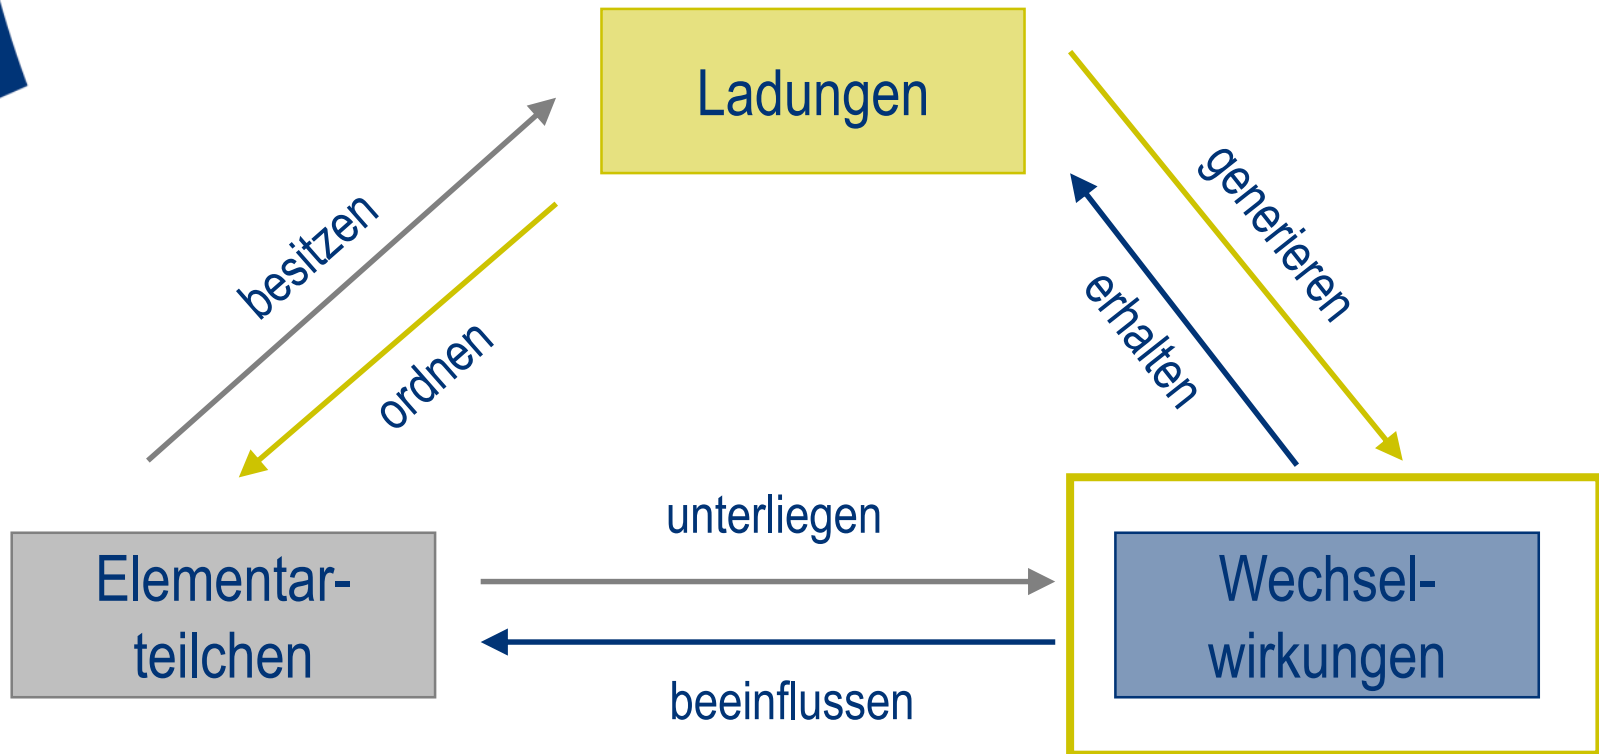 Ladungen
generieren
besitzen
erhalten
ordnen
unterliegen
Elementar-
teilchen
Wechsel-
wirkungen
beeinflussen